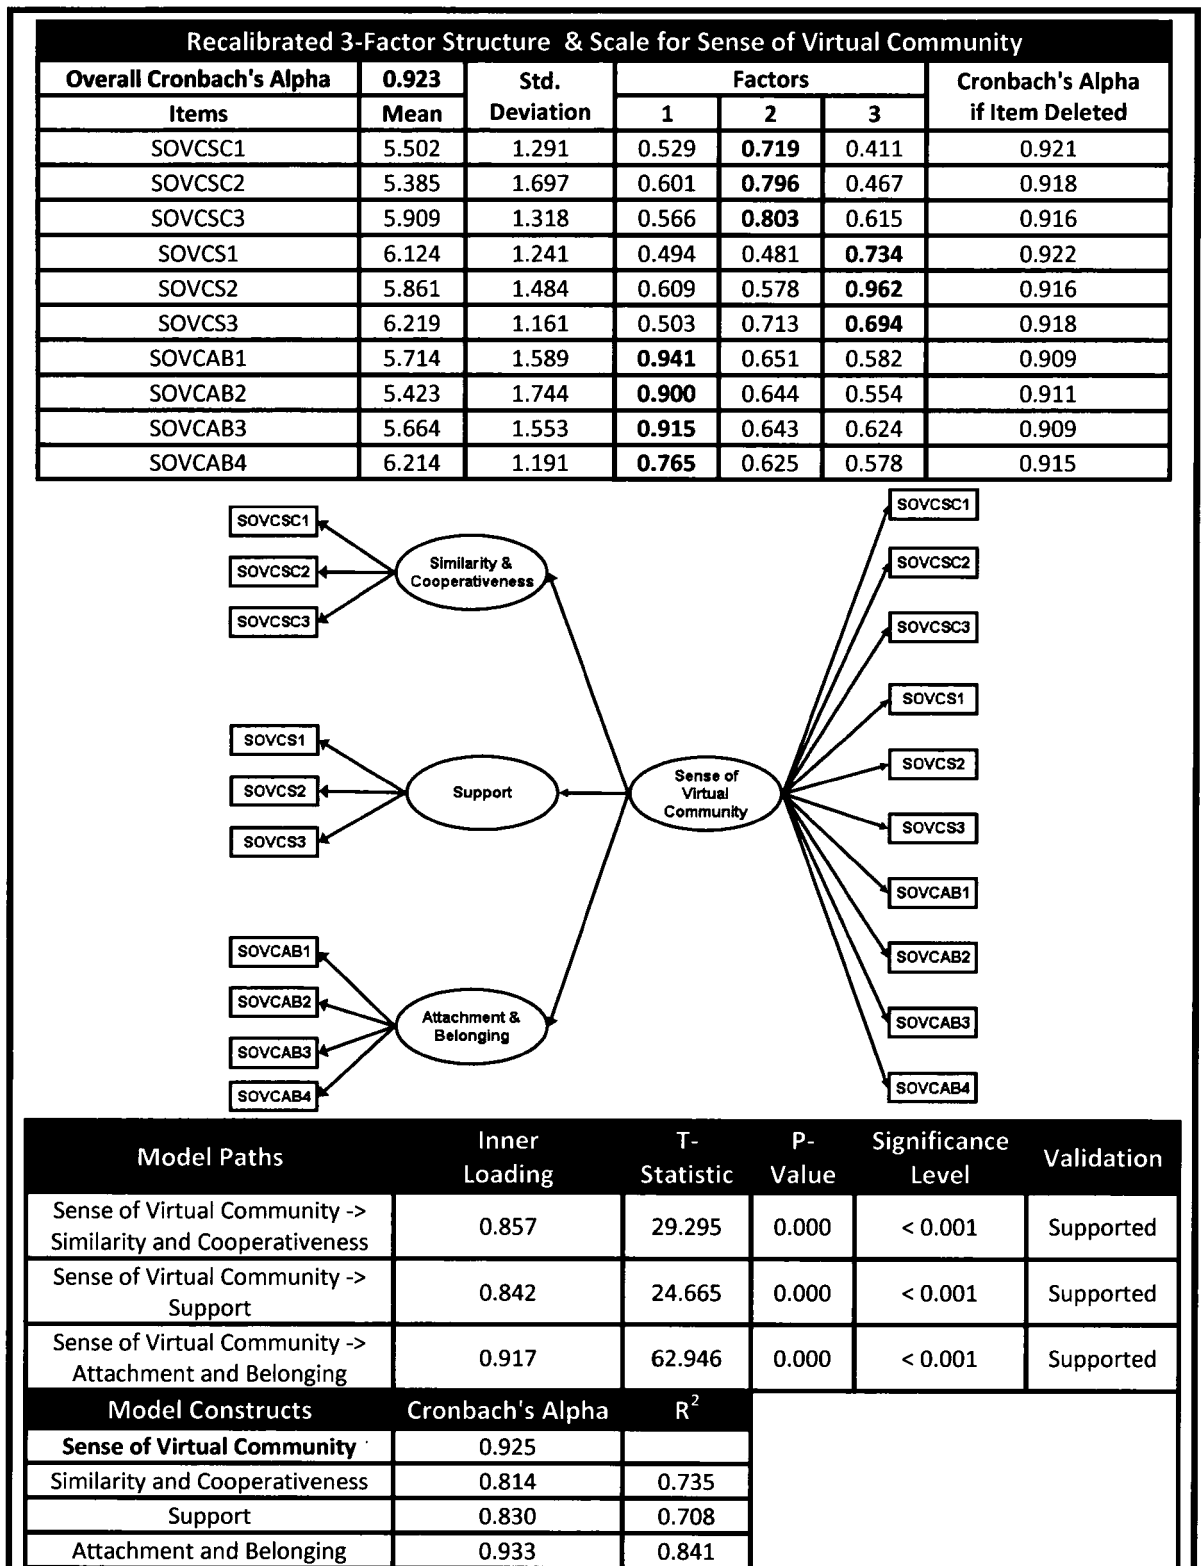 Recalibrated 3-Factor Structure & Scale for Sense of Virtual Community
Overall Cronbach's Alpha 0.923 Std. Deviation Factors Cronbach's Alpha if Item Deleted
Items Mean 1 2 3
SOVCSC1 5.502 1.291 0.529 0.719 0.411 0.921
SOVCSC2 5.385 1.697 0.601 0.796 0.467 0.918
SOVCSC3 5.909 1.318 0.566 0.803 0.615 0.916
SOVCS1 6.124 1.241 0.494 0.481 0.734 0.922
SOVCS2 5.861 1.484 0.609 0.578 0.962 0.916
SOVCS3 6.219 1.161 0.503 0.713 0.694 0.918
SOVCAB1 5.714 1.589 0.941 0.651 0.582 0.909
SOVCAB2 5.423 1.744 0.900 0.644 0.554 0.911
SOVCAB3 5.664 1.553 0.915 0.643 0.624 0.909
SOVCAB4 6.214 1.191 0.765 0.625 0.578 0.915
SOVCSC1
SOVCSC2
SOVCSC3
Similarity &
Cooperativeness
SOVCS1
SOVCS2
SOVCS3
Support
SOVCAB1
SOVCAB2
SOVCAB3
SOVCAB4
Attachment &
Belonging
Sense of
Virtual
Community
SOVCSC1
SOVCSC2
SOVCSC3
SOVCS1
SOVCS2
SOVCS3
SOVCAB1
SOVCAB2
SOVCAB3
SOVCAB4
Model Paths Inner Loading T-Statistic P-Value Significance Level Validation
Sense of Virtual Community ->
Similarity and Cooperativeness 0.857 29.295 0.000 < 0.001 Supported
Sense of Virtual Community ->
Support 0.842 24.665 0.000 < 0.001 Supported
Sense of Virtual Community ->
Attachment and Belonging 0.917 62.946 0.000 < 0.001 Supported
Model Constructs Cronbach's Alpha R²
Sense of Virtual Community 0.925
Similarity and Cooperativeness 0.814 0.735
Support 0.830 0.708
Attachment and Belonging 0.933 0.841